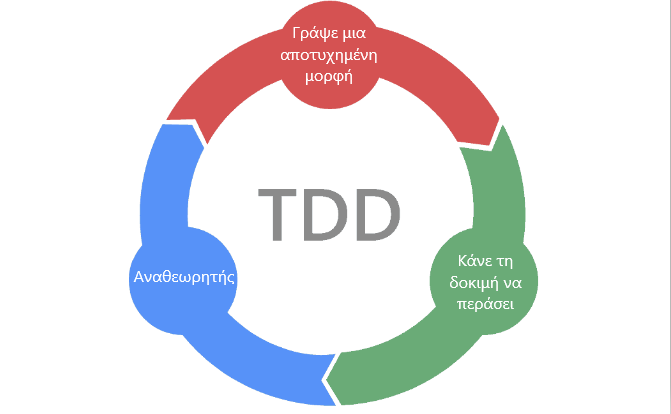 Γράψε μια
αποτυχημένη
μορφή
TDD
Κάνε τη
δοκιμή να
περάσει
Αναθεωρητής